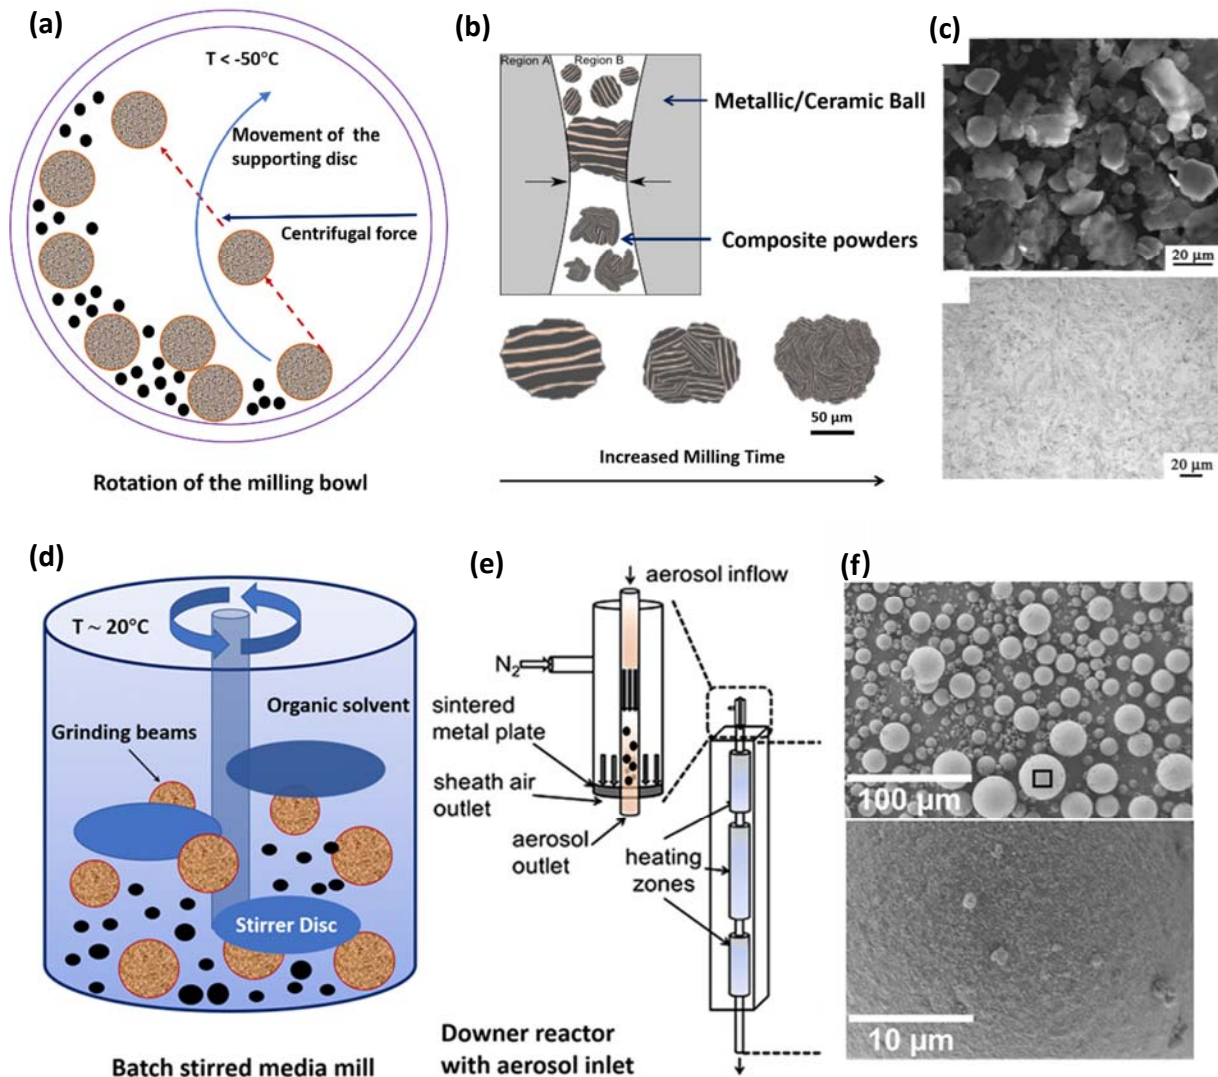 (a)
T < -50°C
Movement of the
supporting disc
Centrifugal force
Rotation of the milling bowl
(b)
Region A
Region B
Metallic/Ceramic Ball
Composite powders
50 µm
Increased Milling Time
(c)
20 µm
20 µm
(d)
T ~ 20°C
Organic solvent
Grinding beams
Stirrer Disc
Batch stirred media mill
(e)
aerosol inflow
N₂
sintered
metal plate
sheath air
outlet
aerosol
outlet
heating
zones
Downer reactor
with aerosol inlet
(f)
100 µm
10 µm